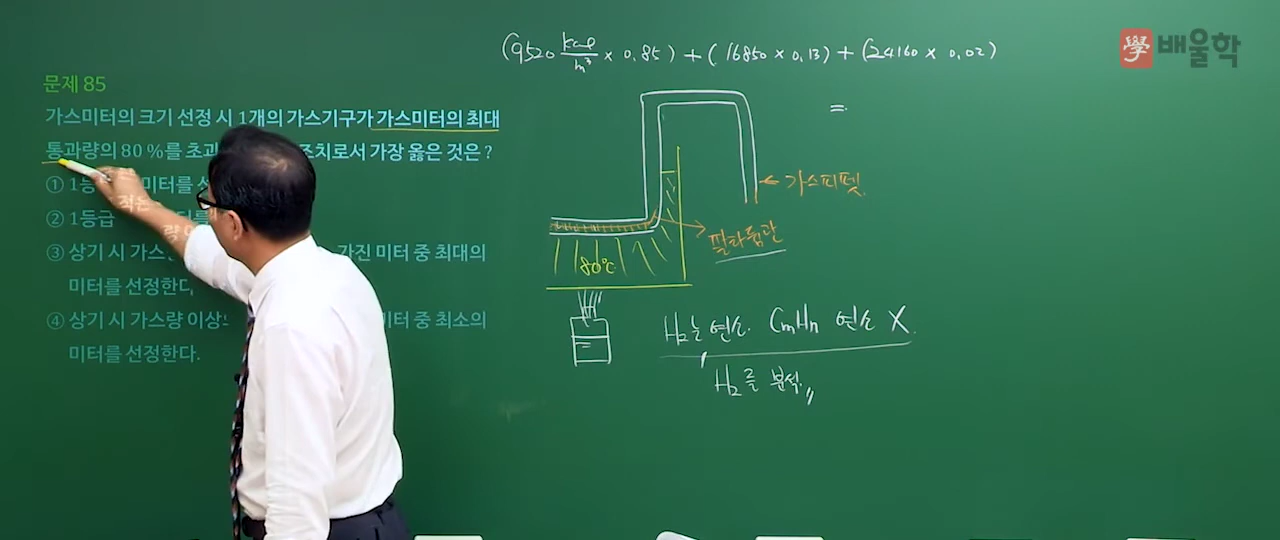 (9520 kcal/m³ × 0.85) + (16850 × 0.13) + (24160 × 0.02)
學 배울학
=
문제 85
가스미터의 크기 선정 시 1개의 가스기구가 가스미터의 최대
통과량의 80 %를 초과 조치로서 가장 옳은 것은?
① 1등 미터를
② 1등급
③ 상기 시 가스 가진 미터 중 최대의
미터를 선정한다
④ 상기 시 가스량 이상 미터 중 최소의
미터를 선정한다.
← 가스피펫
팔라듐관
80℃
H₂는 연소. CmHn 연소 X
H₂를 분석.